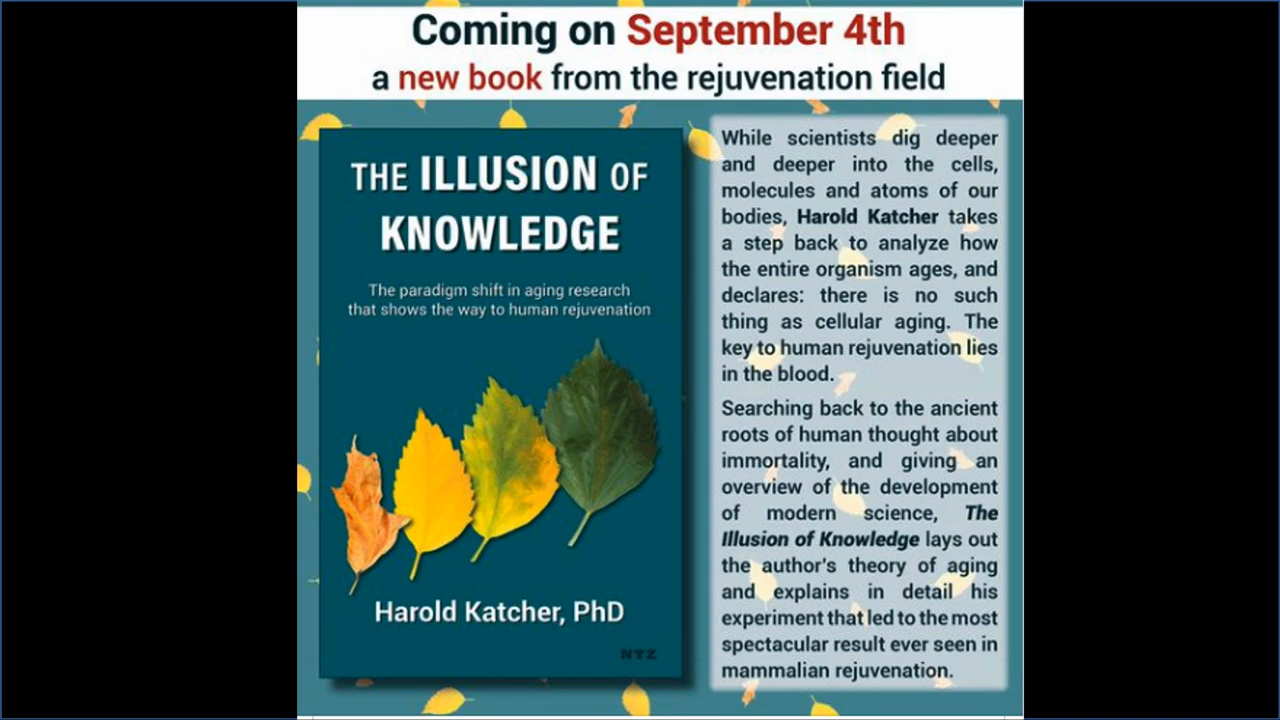 Coming on September 4th
a new book from the rejuvenation field
THE ILLUSION OF
KNOWLEDGE
The paradigm shift in aging research
that shows the way to human rejuvenation
Harold Katcher, PhD
NTZ
While scientists dig deeper
and deeper into the cells,
molecules and atoms of our
bodies, Harold Katcher takes
a step back to analyze how
the entire organism ages, and
declares: there is no such
thing as cellular aging. The
key to human rejuvenation lies
in the blood.
Searching back to the ancient
roots of human thought about
immortality, and giving an
overview of the development
of modern science, The
Illusion of Knowledge lays out
the author's theory of aging
and explains in detail his
experiment that led to the most
spectacular result ever seen in
mammalian rejuvenation.